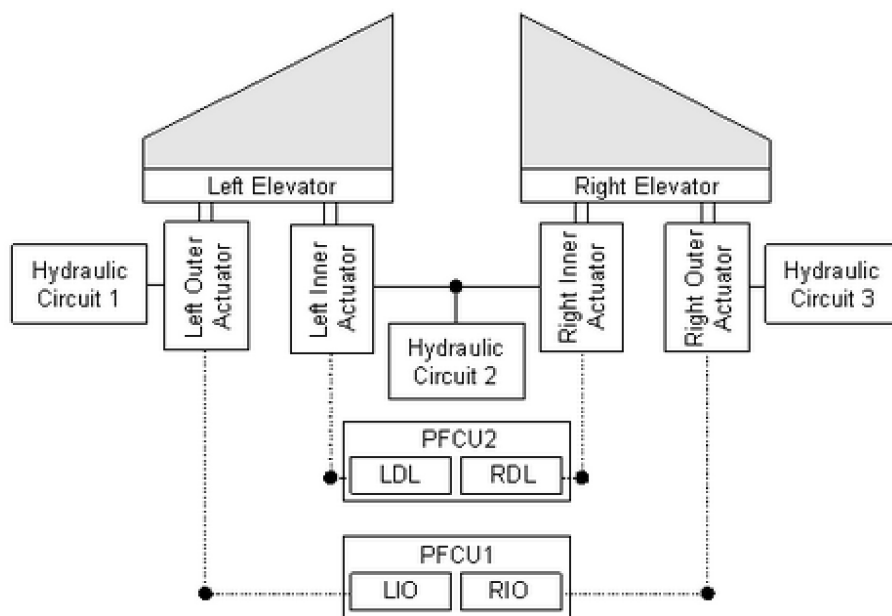 Left Elevator
Right Elevator
Hydraulic
Circuit 1
Left Outer
Actuator
Left Inner
Actuator
Hydraulic
Circuit 2
Right Inner
Actuator
Right Outer
Actuator
Hydraulic
Circuit 3
PFCU2
LDL
RDL
PFCU1
LIO
RIO